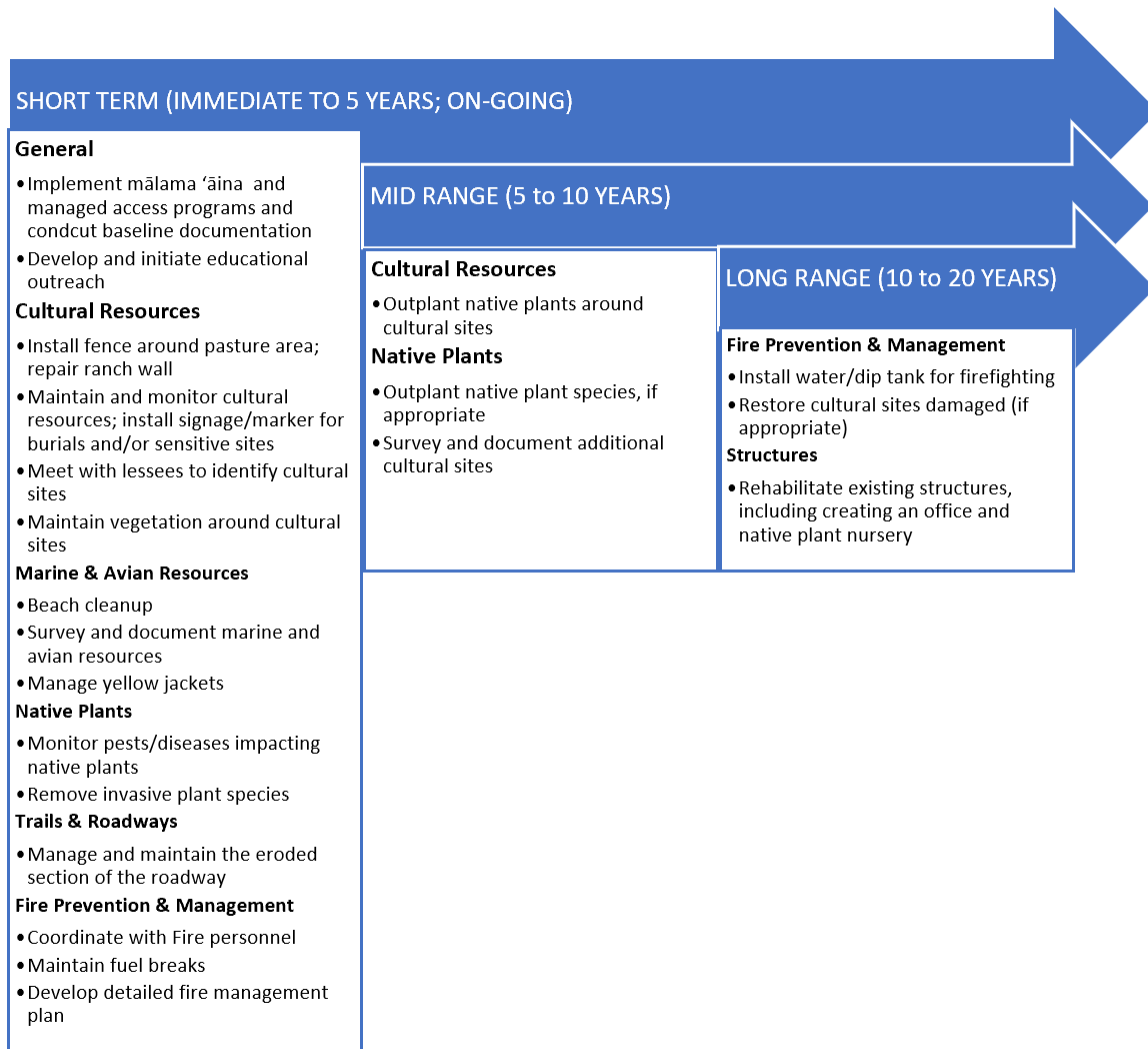 SHORT TERM (IMMEDIATE TO 5 YEARS; ON-GOING)
General
•Implement mālama ‘āina  and
managed access programs and
condcut baseline documentation
•Develop and initiate educational
outreach
Cultural Resources
•Install fence around pasture area;
repair ranch wall
•Maintain and monitor cultural
resources; install signage/marker for
burials and/or sensitive sites
•Meet with lessees to identify cultural
sites
•Maintain vegetation around cultural
sites
Marine & Avian Resources
•Beach cleanup
•Survey and document marine and
avian resources
•Manage yellow jackets
Native Plants
•Monitor pests/diseases impacting
native plants
•Remove invasive plant species
Trails & Roadways
•Manage and maintain the eroded
section of the roadway
Fire Prevention & Management
•Coordinate with Fire personnel
•Maintain fuel breaks
•Develop detailed fire management
plan
MID RANGE (5 to 10 YEARS)
Cultural Resources
•Outplant native plants around
cultural sites
Native Plants
•Outplant native plant species, if
appropriate
•Survey and document additional
cultural sites
LONG RANGE (10 to 20 YEARS)
Fire Prevention & Management
•Install water/dip tank for firefighting
•Restore cultural sites damaged (if
appropriate)
Structures
•Rehabilitate existing structures,
including creating an office and
native plant nursery